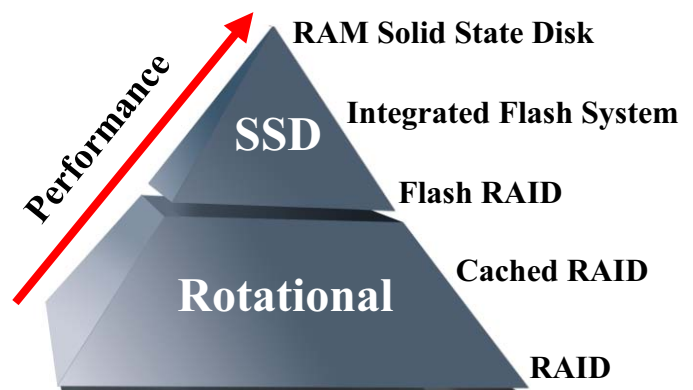 RAM Solid State Disk
Performance
Integrated Flash System
SSD
Flash RAID
Cached RAID
Rotational
RAID